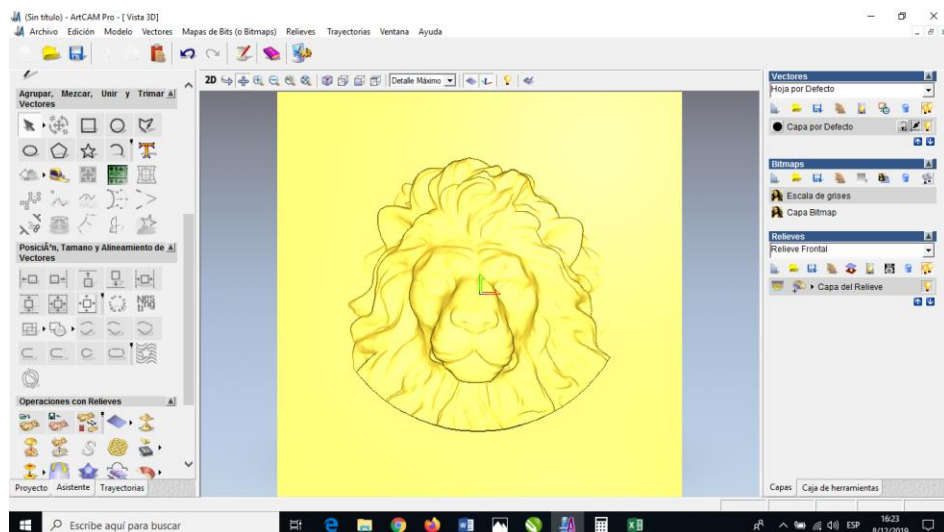 (Sin título) - ArtCAM Pro - [ Vista 3D]
Archivo Edición Modelo Vectores Mapas de Bits (o Bitmaps) Relieves Trayectorias Ventana Ayuda
2D Detalle Máximo
Agrupar, Mezcar, Unir y Trimar
Vectores
PosiciÃ³n, Tamano y Alineamiento de
Vectores
Operaciones con Relieves
Proyecto Asistente Trayectorias
Vectores
Hoja por Defecto
Capa por Defecto
Bitmaps
Escala de grises
Capa Bitmap
Relieves
Relieve Frontal
Capa del Relieve
Capas Caja de herramientas
Escribe aquí para buscar
ESP
16:23
8/12/2019